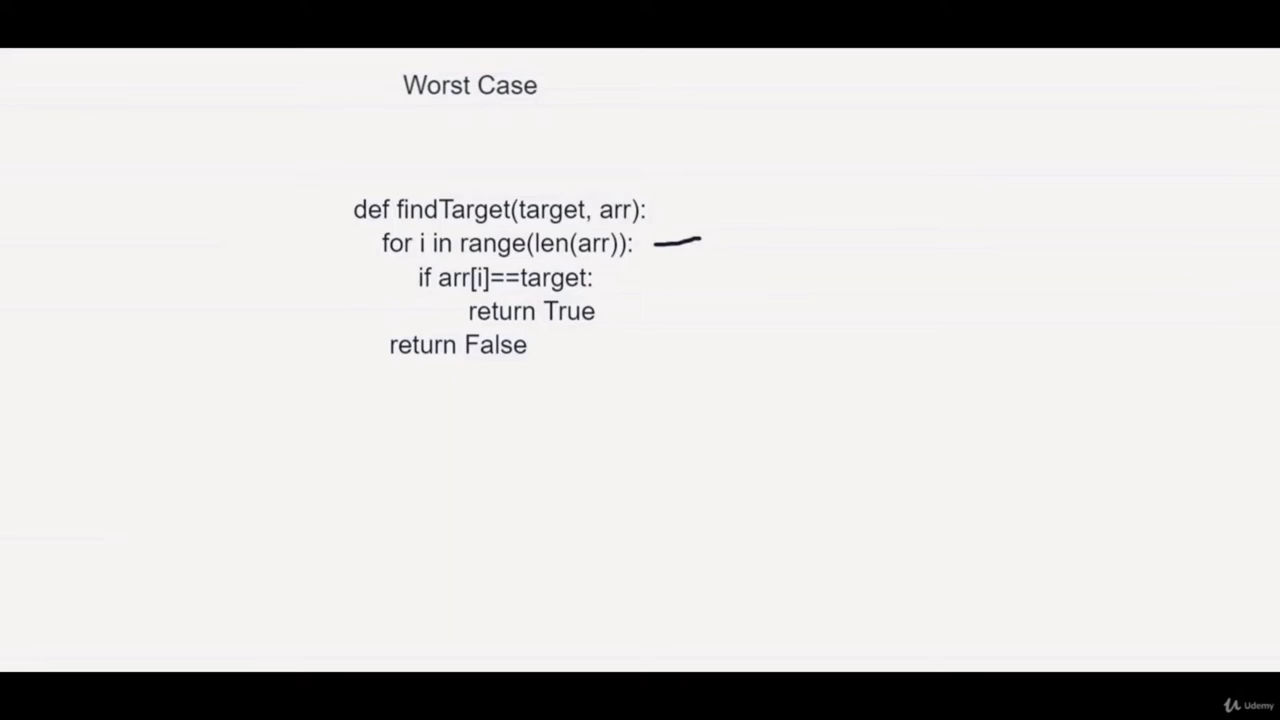 Worst Case
def findTarget(target, arr):
for i in range(len(arr)):
if arr[i]==target:
return True
return False
Udemy